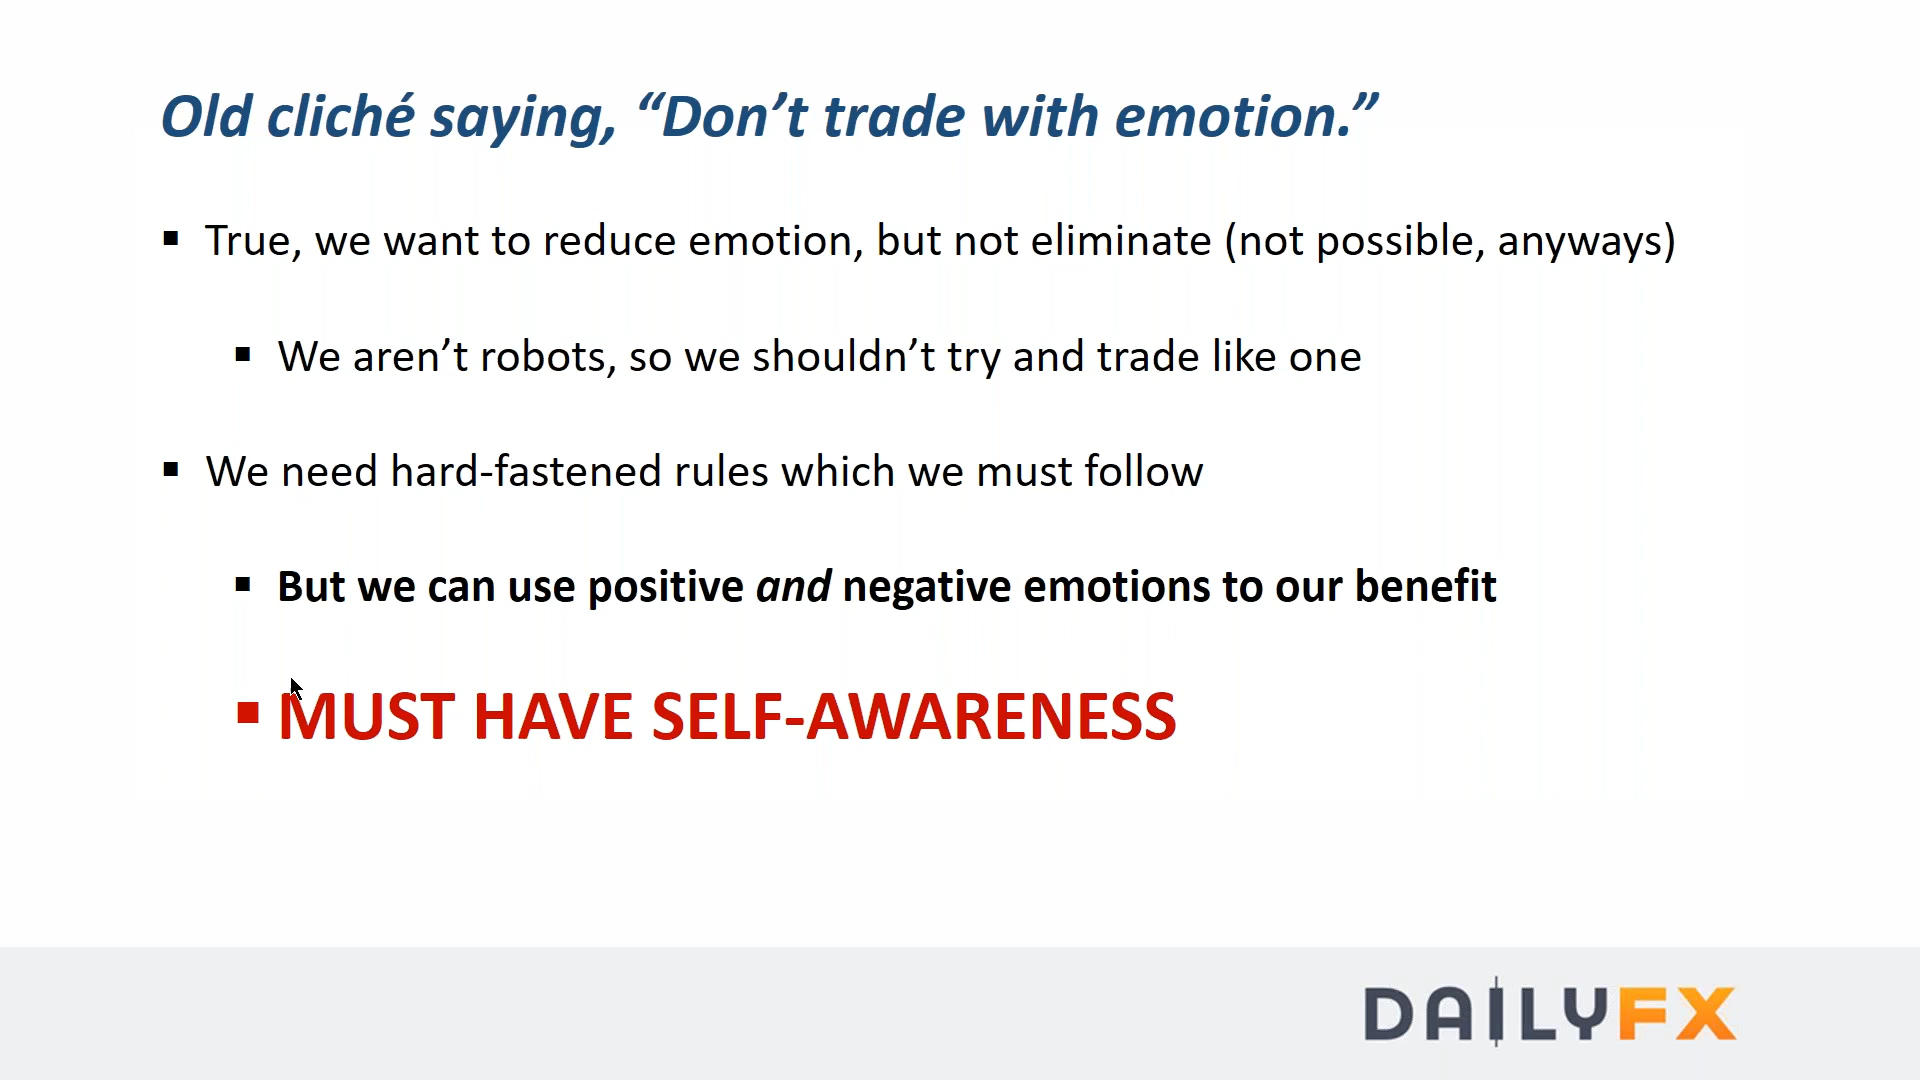 Old cliché saying, “Don’t trade with emotion.”
True, we want to reduce emotion, but not eliminate (not possible, anyways)
We aren’t robots, so we shouldn’t try and trade like one
We need hard-fastened rules which we must follow
But we can use positive and negative emotions to our benefit
MUST HAVE SELF-AWARENESS
DAILYFX